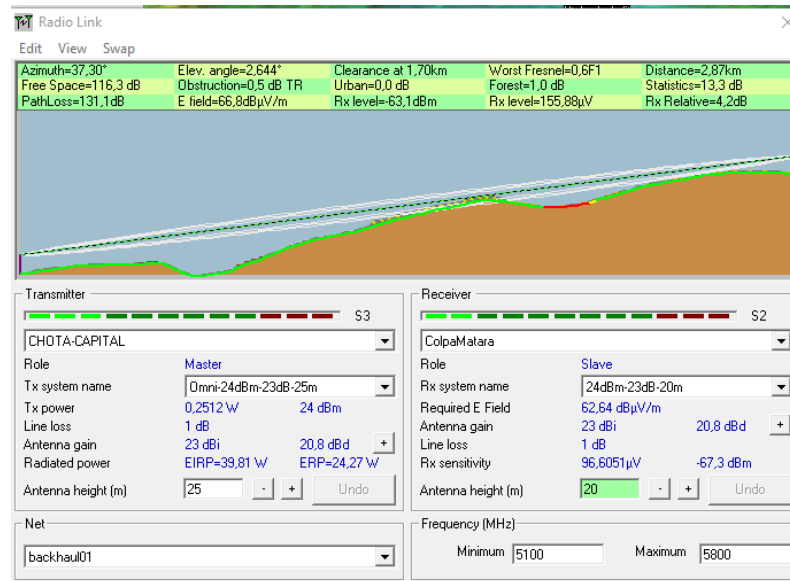 Radio Link
Edit View Swap
Azimuth=37,30° Elev. angle=2,644° Clearance at 1,70km Worst Fresnel=0,6F1 Distance=2,87km
Free Space=116,3 dB Obstruction=0,5 dB TR Urban=0,0 dB Forest=1,0 dB Statistics=13,3 dB
PathLoss=131,1dB E field=66,8dBµV/m Rx level=-63,1dBm Rx level=155,88µV Rx Relative=4,2dB
Transmitter
S3
CHOTA-CAPITAL
Role Master
Tx system name Omni-24dBm-23dB-25m
Tx power 0,2512 W 24 dBm
Line loss 1 dB
Antenna gain 23 dBi 20,8 dBd +
Radiated power EIRP=39,81 W ERP=24,27 W
Antenna height (m) 25 - + Undo
Net
backhaul01
Receiver
S2
ColpaMatara
Role Slave
Rx system name 24dBm-23dB-20m
Required E Field 62,64 dBµV/m
Antenna gain 23 dBi 20,8 dBd +
Line loss 1 dB
Rx sensitivity 96,6051µV -67,3 dBm
Antenna height (m) 20 - + Undo
Frequency (MHz)
Minimum 5100 Maximum 5800